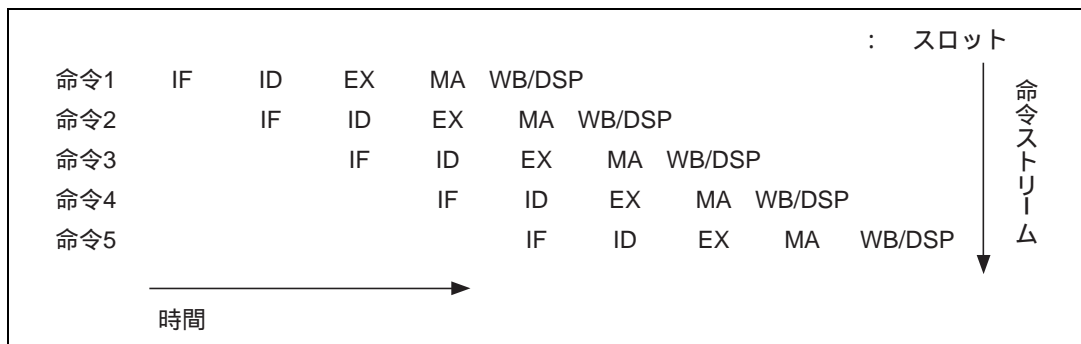 : スロット
命令1 IF ID EX MA WB/DSP
命令2 IF ID EX MA WB/DSP
命令3 IF ID EX MA WB/DSP
命令4 IF ID EX MA WB/DSP
命令5 IF ID EX MA WB/DSP
命令ストリーム
時間